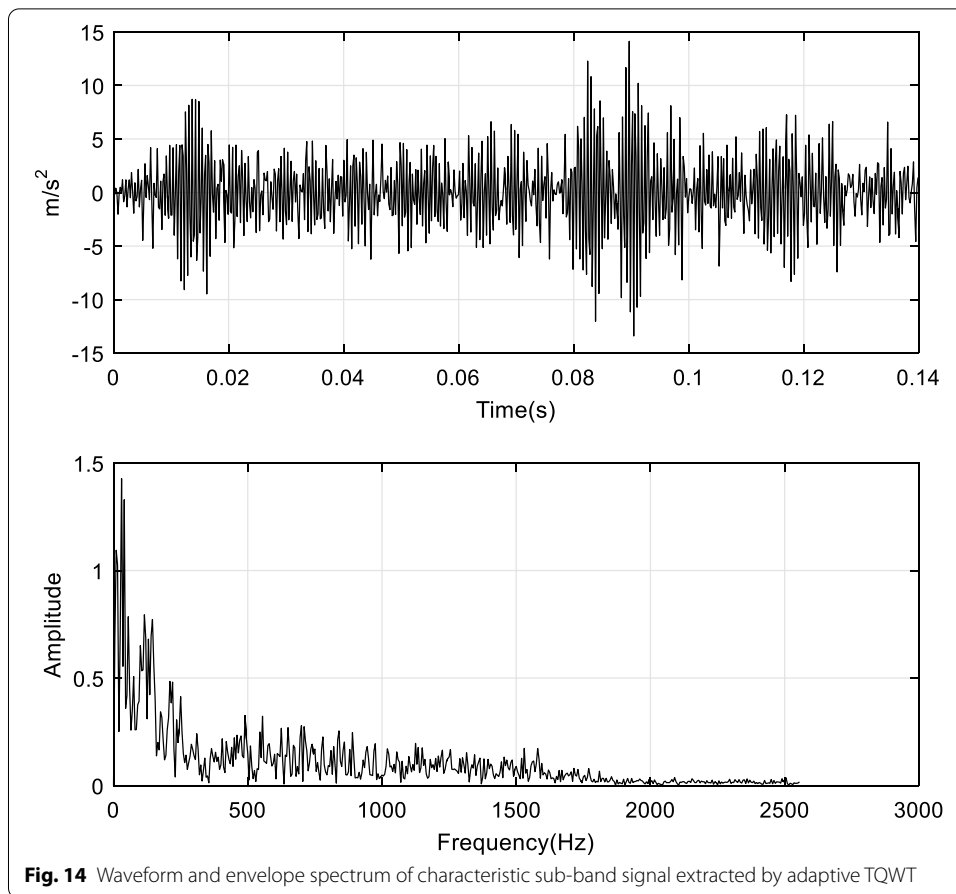 15
10
5
0
-5
-10
-15
m/s²
0 0.02 0.04 0.06 0.08 0.1 0.12 0.14
Time(s)
1.5
1
0.5
0
Amplitude
0 500 1000 1500 2000 2500 3000
Frequency(Hz)
Fig. 14 Waveform and envelope spectrum of characteristic sub-band signal extracted by adaptive TQWT